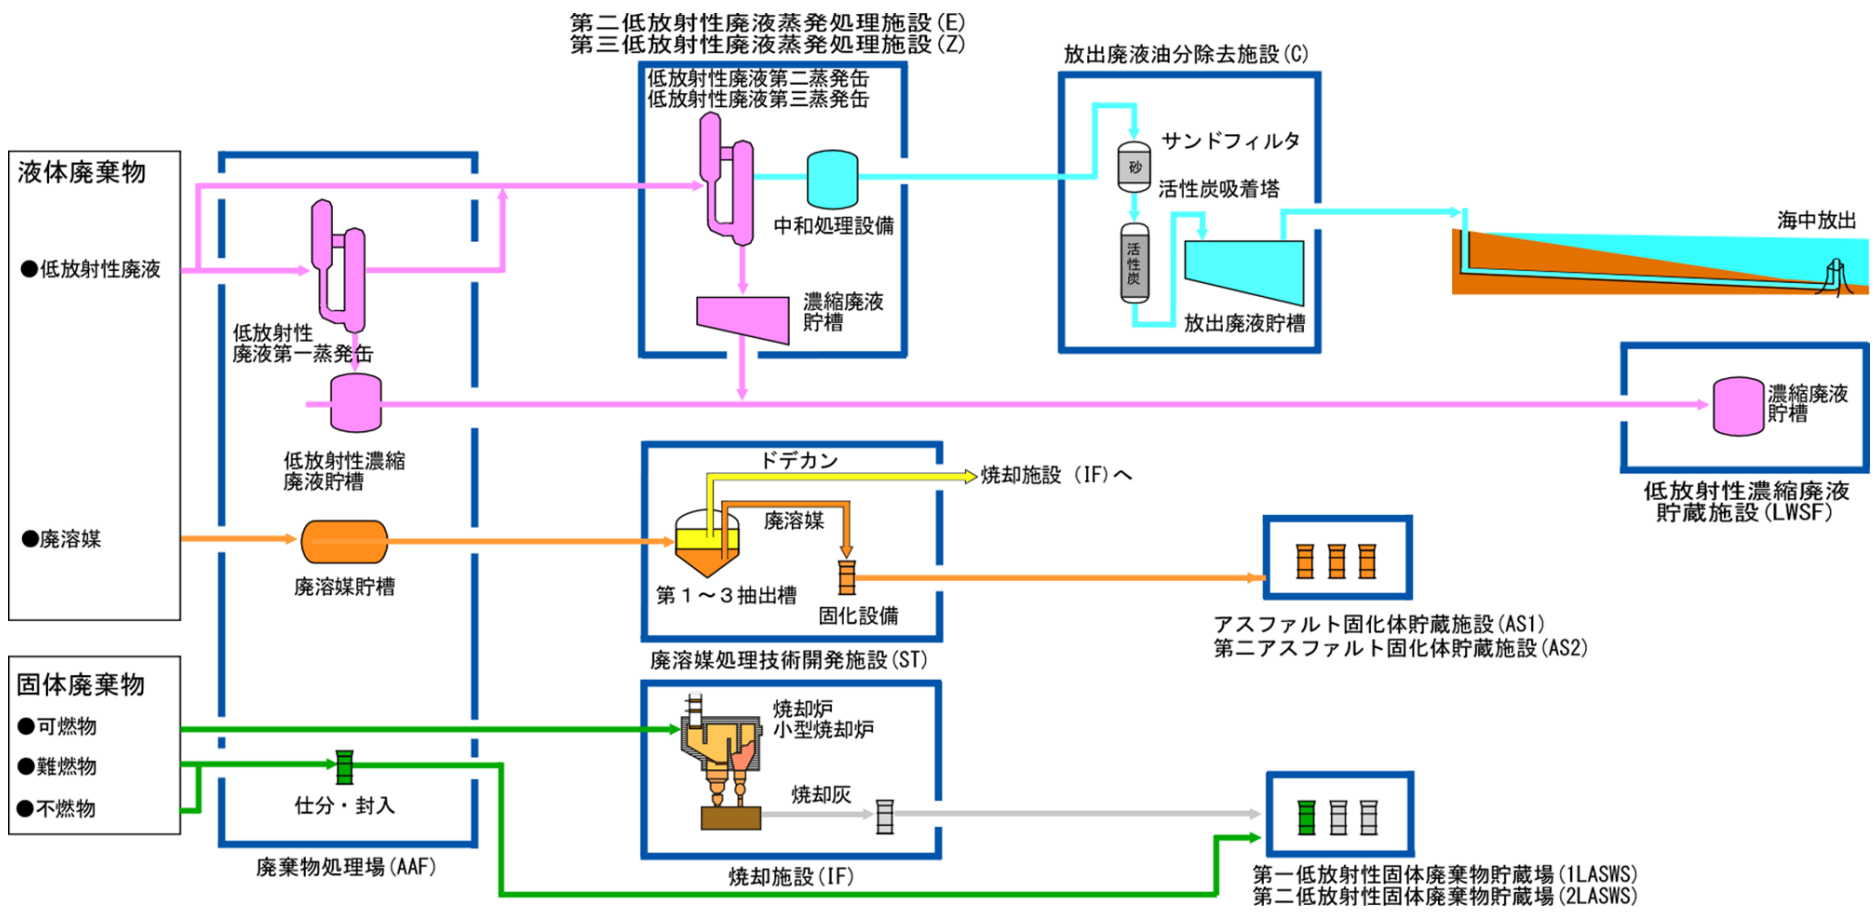 第二低放射性廃液蒸発処理施設(E)
第三低放射性廃液蒸発処理施設(Z)
低放射性廃液第二蒸発缶
低放射性廃液第三蒸発缶
中和処理設備
濃縮廃液
貯槽
放出廃液油分除去施設(C)
サンドフィルタ
砂
活性炭吸着塔
活性炭
放出廃液貯槽
海中放出
液体廃棄物
●低放射性廃液
●廃溶媒
低放射性
廃液第一蒸発缶
低放射性濃縮
廃液貯槽
廃溶媒貯槽
濃縮廃液
貯槽
低放射性濃縮廃液
貯蔵施設(LWSF)
ドデカン
焼却施設(IF)へ
廃溶媒
第1～3抽出槽
固化設備
廃溶媒処理技術開発施設(ST)
アスファルト固化体貯蔵施設(AS1)
第二アスファルト固化体貯蔵施設(AS2)
固体廃棄物
●可燃物
●難燃物
●不燃物
仕分・封入
廃棄物処理場(AAF)
焼却炉
小型焼却炉
焼却灰
焼却施設(IF)
第一低放射性固体廃棄物貯蔵場(1LASWS)
第二低放射性固体廃棄物貯蔵場(2LASWS)